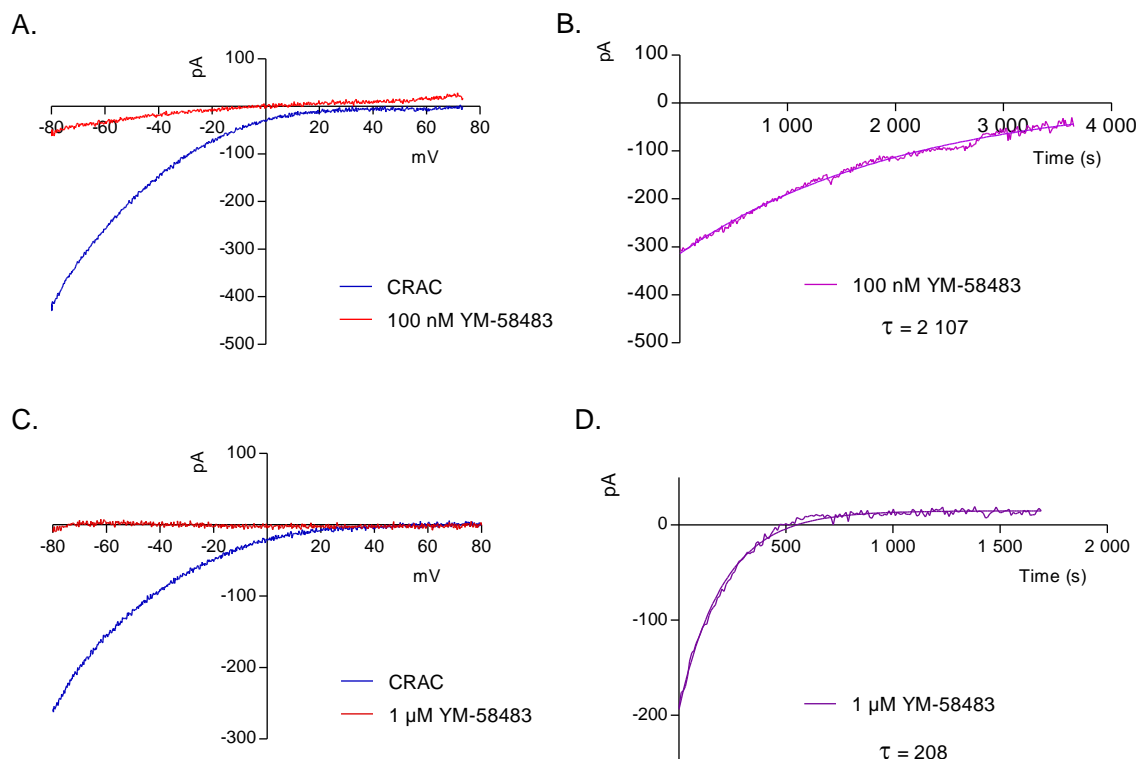 A.
100
pA
-80 -60 -40 -20 20 40 60 80
mV
-100
-200
-300
-400
-500
CRAC
100 nM YM-58483
B.
100
pA
0
1 000 2 000 3 000 4 000
Time (s)
-100
-200
-300
-400
-500
100 nM YM-58483
τ = 2 107
C.
100
pA
-80 -60 -40 -20 20 40 60 80
mV
-100
-200
-300
CRAC
1 µM YM-58483
D.
pA
0
500 1 000 1 500 2 000
Time (s)
-100
-200
1 µM YM-58483
τ = 208